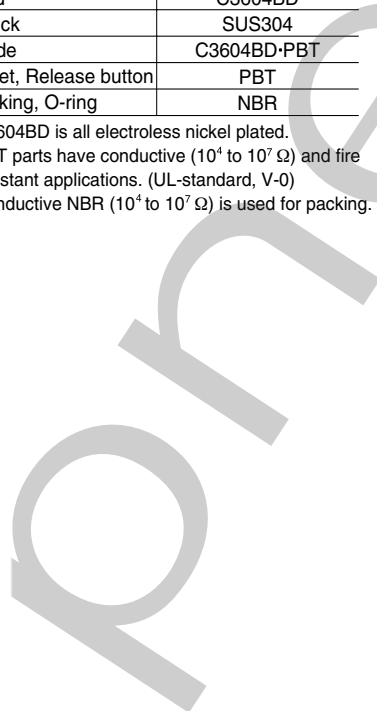 C3604BD
ck SUS304
de C3604BD·PBT
et, Release button PBT
king, O-ring NBR
604BD is all electroless nickel plated.
T parts have conductive (10⁴ to 10⁷ Ω) and fire
stant applications. (UL-standard, V-0)
nductive NBR (10⁴ to 10⁷ Ω) is used for packing.
pne